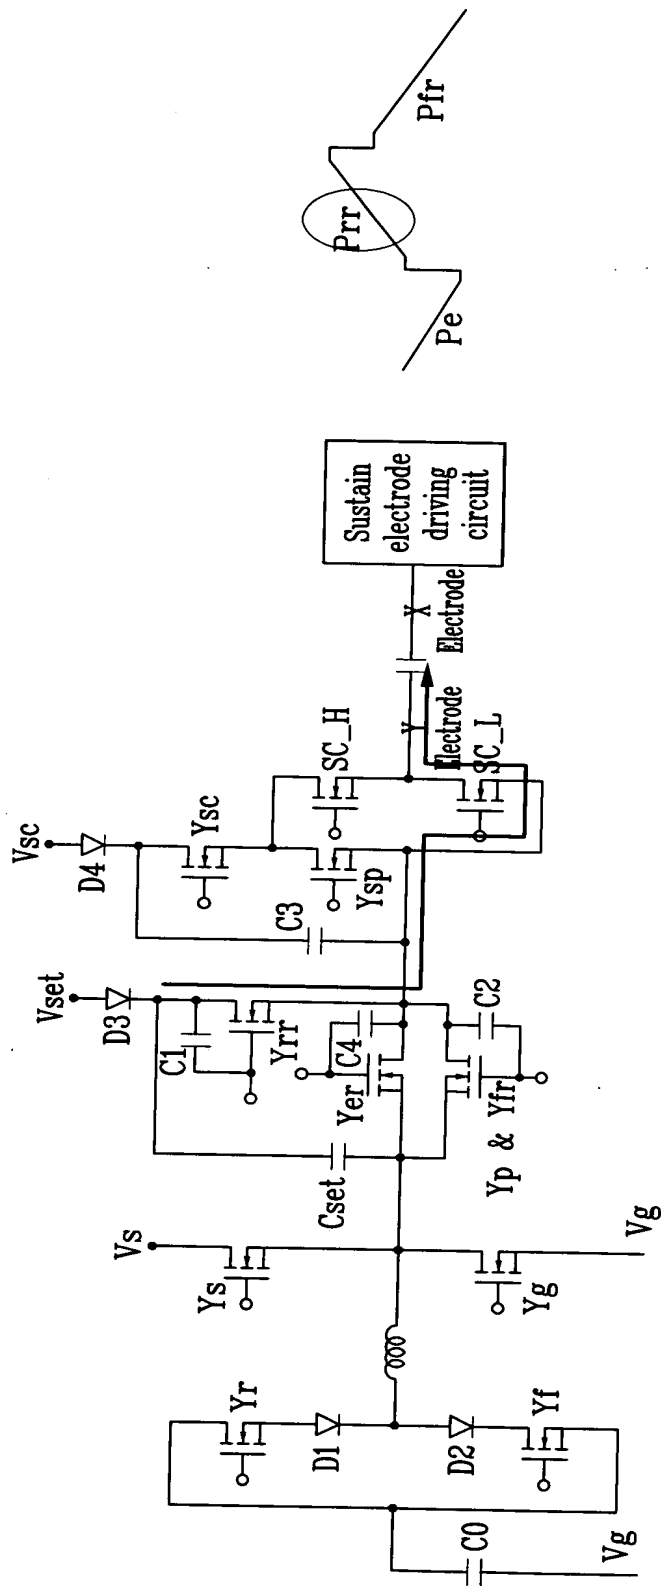 Vsc
D4
Ysc
SC_H
C3
Ysp
SC_L
Y
Electrode
X
Electrode
Sustain
electrode
driving
circuit
Pe
Prr
Pfr
Vset
D3
C1
Yrr
C4
Yer
C2
Yp & Yfr
Cset
Vs
Ys
Yg
Vg
Yr
D1
D2
Yf
C0
Vg